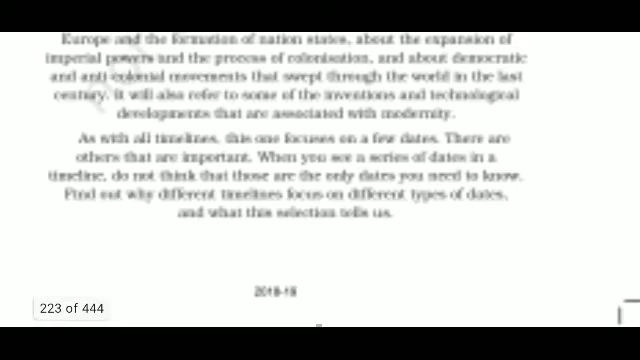 Europe and the formation of nation states, about the expansion of
imperial powers and the process of colonisation, and about democratic
and anti-colonial movements that swept through the world in the last
century. It will also refer to some of the inventions and technological
developments that are associated with modernity.
As with all timelines, this one focuses on a few dates. There are
others that are important. When you see a series of dates in a
timeline, do not think that those are the only dates you need to know.
Find out why different timelines focus on different types of dates,
and what this selection tells us.
2018-19
223 of 444